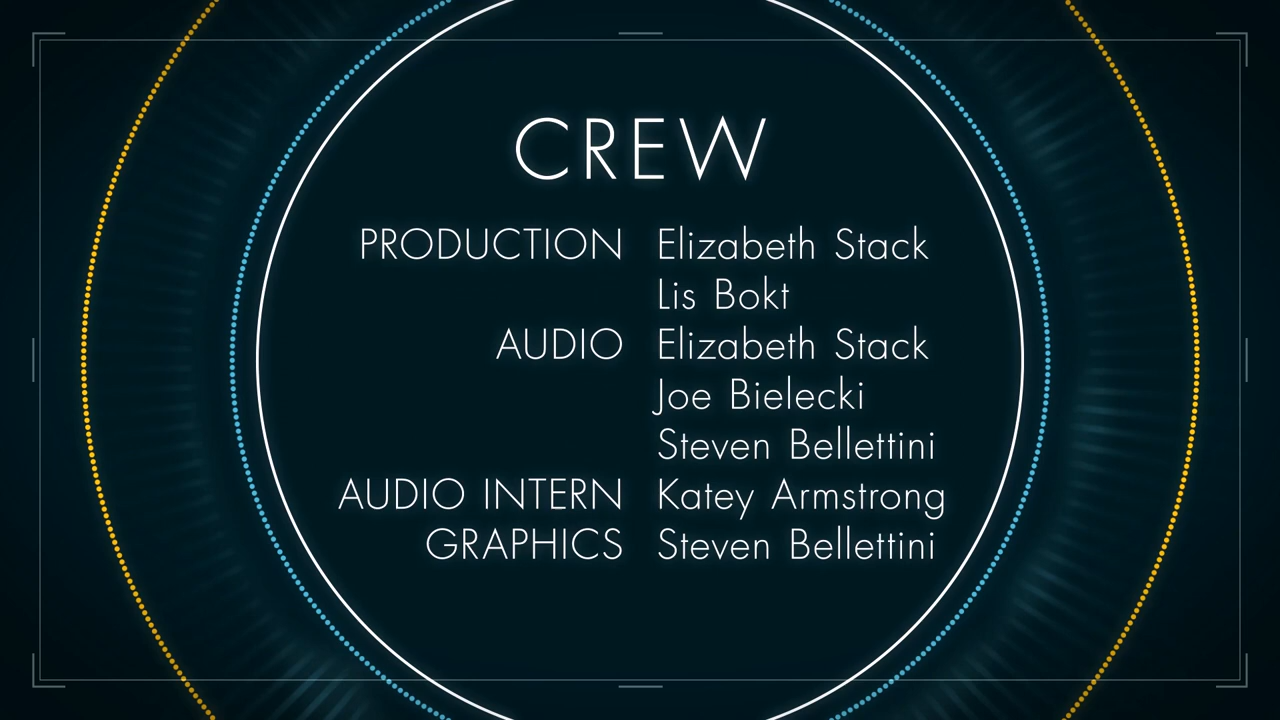 CREW
PRODUCTION Elizabeth Stack
Lis Bokt
AUDIO Elizabeth Stack
Joe Bielecki
Steven Bellettini
AUDIO INTERN Katey Armstrong
GRAPHICS Steven Bellettini